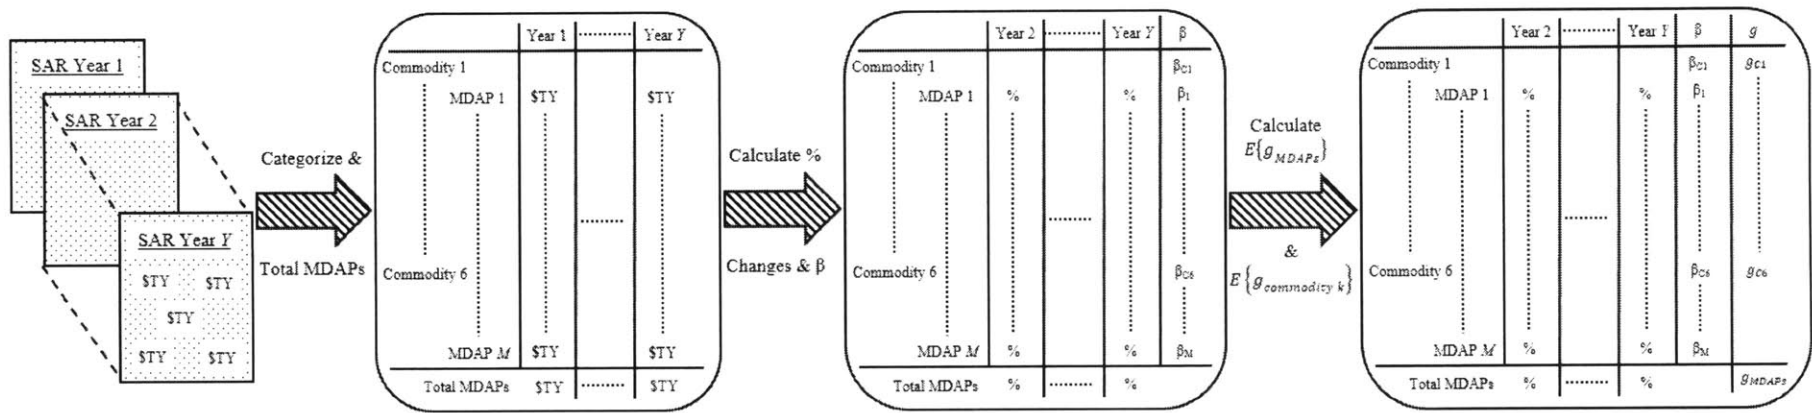 SAR Year 1
SAR Year 2
SAR Year Y
$TY $TY
$TY
$TY $TY
Categorize &
Total MDAPs
Year 1 ......... Year Y
Commodity 1
MDAP 1 $TY $TY
.........
Commodity 6
MDAP M $TY $TY
Total MDAPs $TY ......... $TY
Calculate %
Changes & β
Year 2 ......... Year Y β
Commodity 1 βC1
MDAP 1 % % β1
.........
Commodity 6 βC6
MDAP M % % βM
Total MDAPs % ......... %
Calculate
E{gMDAPs}
&
E{gcommodity k}
Year 2 ......... Year Y β g
Commodity 1 βC1 gC1
MDAP 1 % % β1
.........
Commodity 6 βC6 gC6
MDAP M % % βM
Total MDAPs % ......... % gMDAPs